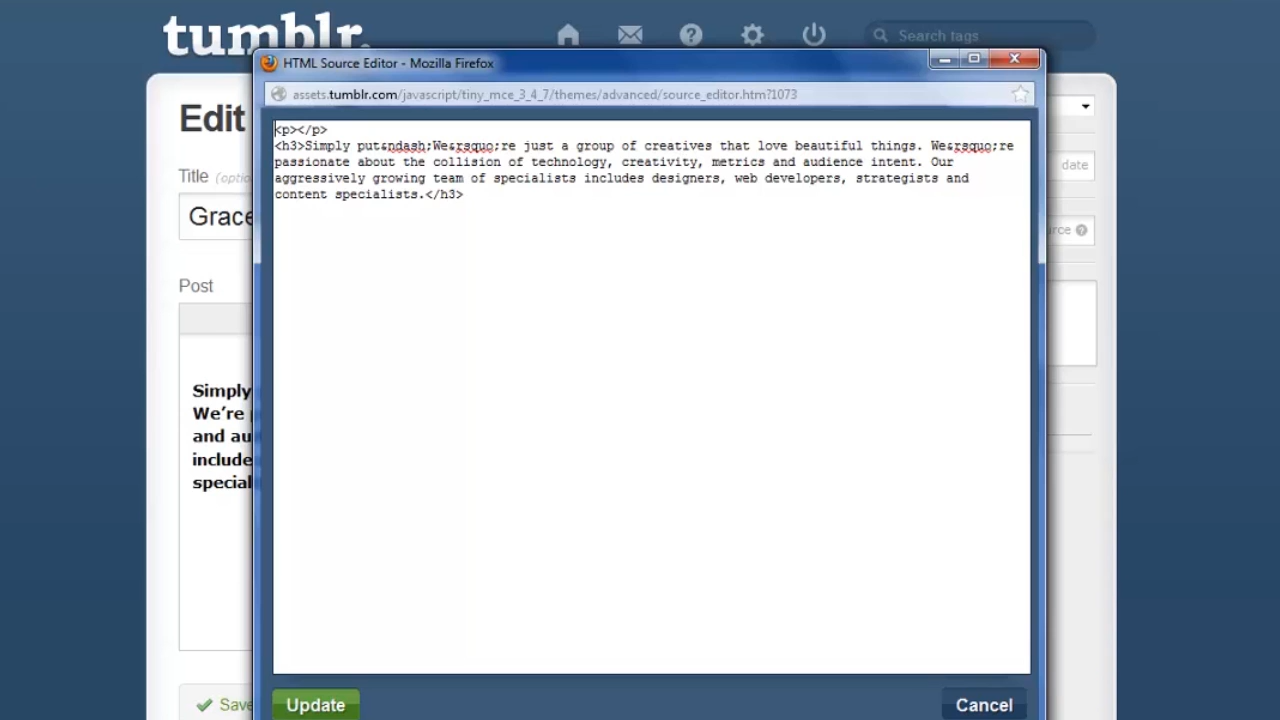 tumblr.
Search tags
HTML Source Editor - Mozilla Firefox
assets.tumblr.com/javascript/tiny_mce_3_4_7/themes/advanced/source_editor.htm?1073
Edit
Title (optio
Grace
Post
Simply
We're
and au
include
special
Save
<p></p>
<h3>Simply put&ndash;We&rsquo;re just a group of creatives that love beautiful things. We&rsquo;re
passionate about the collision of technology, creativity, metrics and audience intent. Our
aggressively growing team of specialists includes designers, web developers, strategists and
content specialists.</h3>
date
urce ?
Update
Cancel